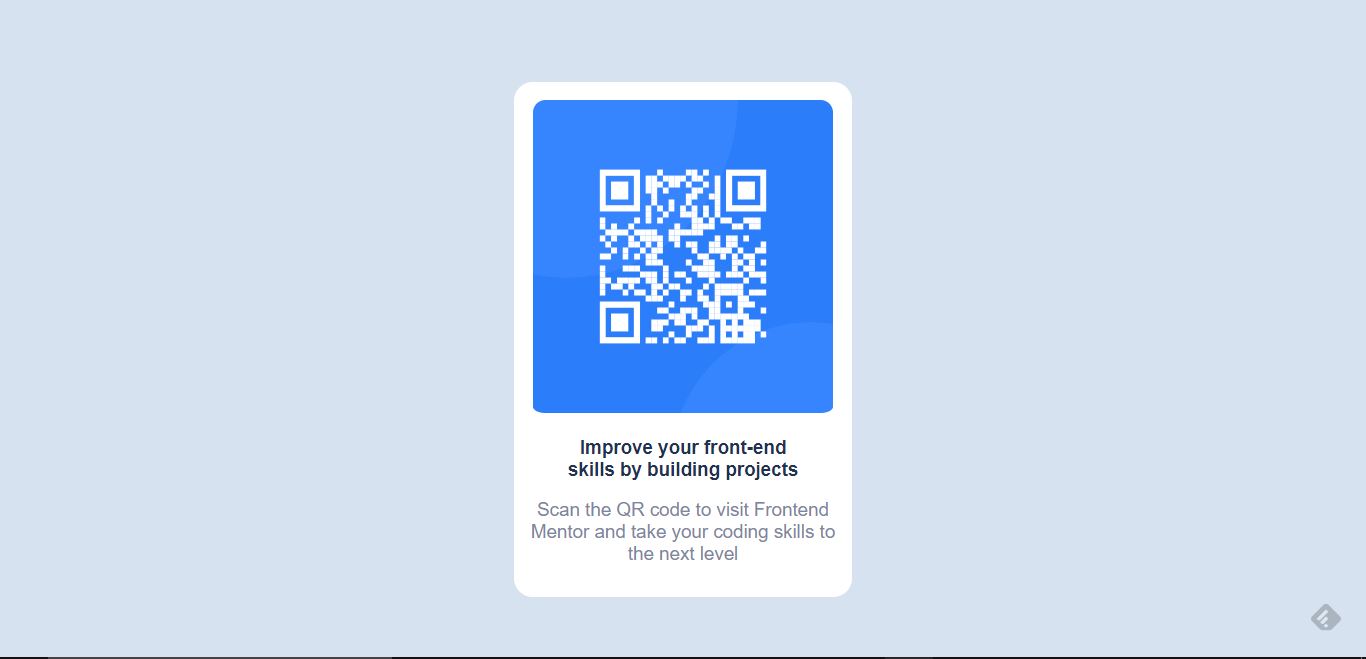 Improve your front-end
skills by building projects
Scan the QR code to visit Frontend
Mentor and take your coding skills to
the next level